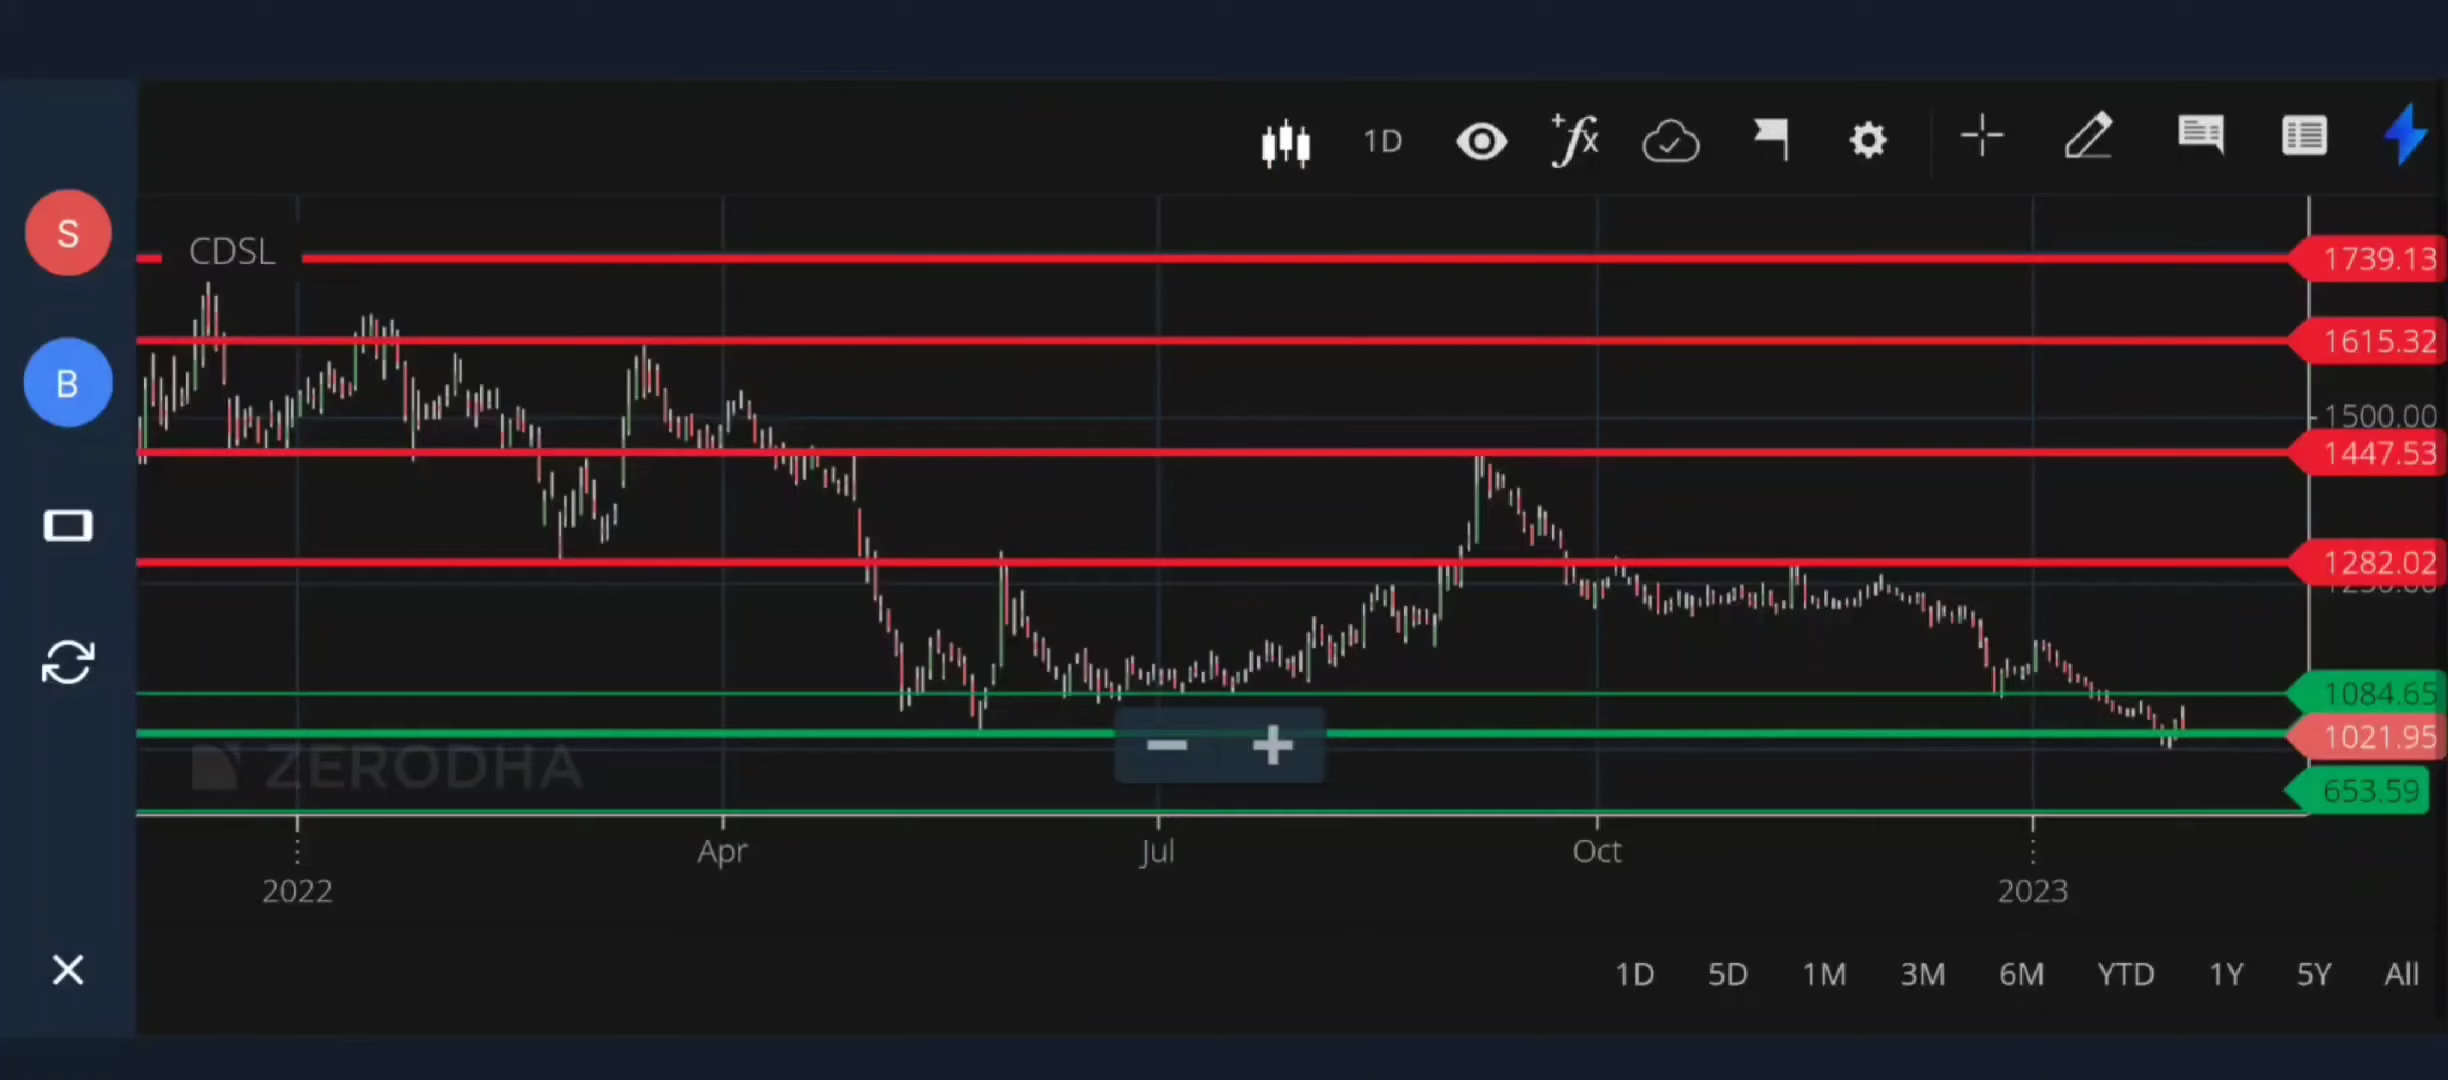 1D
S
CDSL
1739.13
B
1615.32
1500.00
1447.53
1282.02
1084.65
1021.95
ZERODHA
653.59
Apr
Jul
Oct
2022
2023
1D 5D 1M 3M 6M YTD 1Y 5Y All